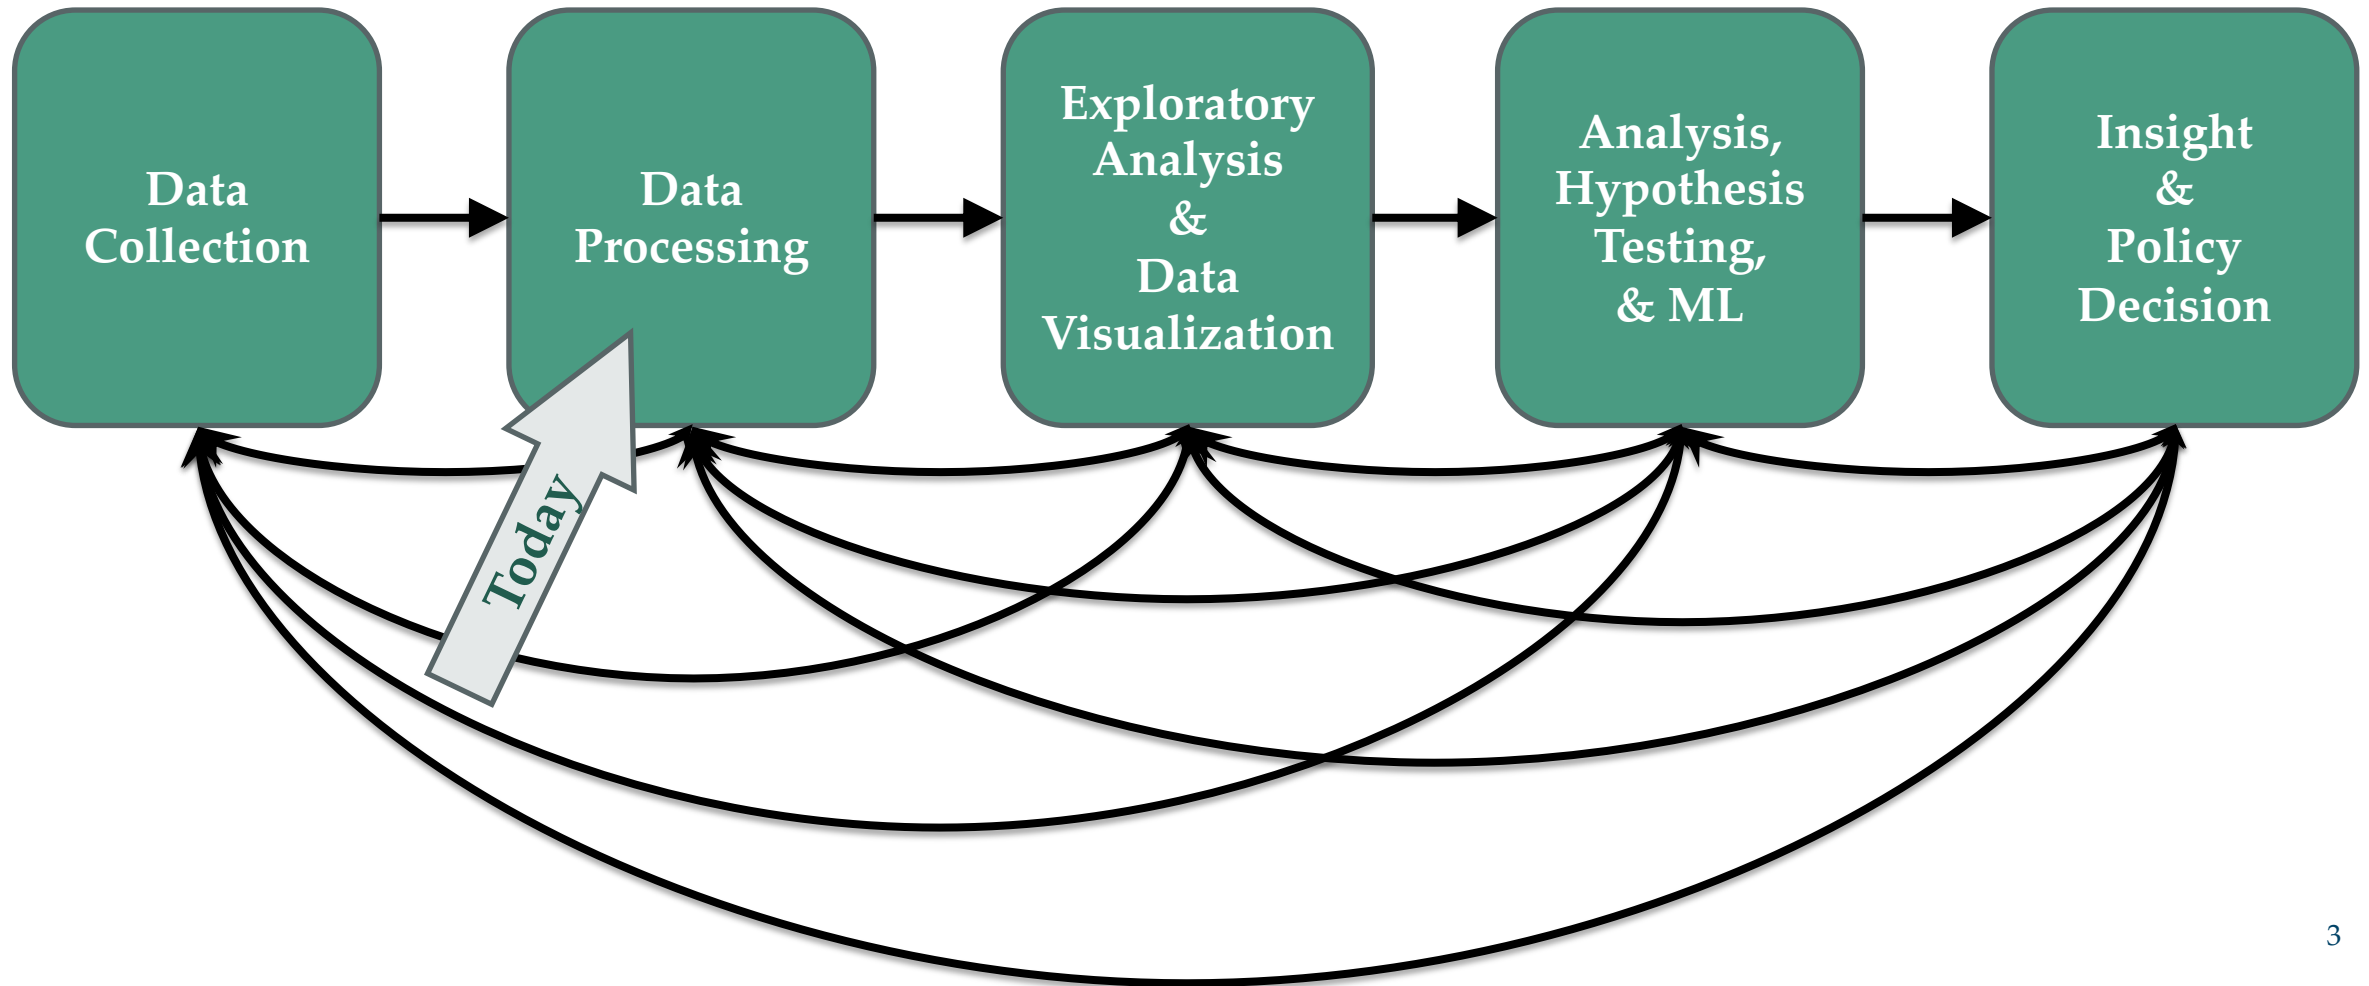 Data
Collection
Data
Processing
Exploratory
Analysis
&
Data
Visualization
Analysis,
Hypothesis
Testing,
& ML
Insight
&
Policy
Decision
Today
3